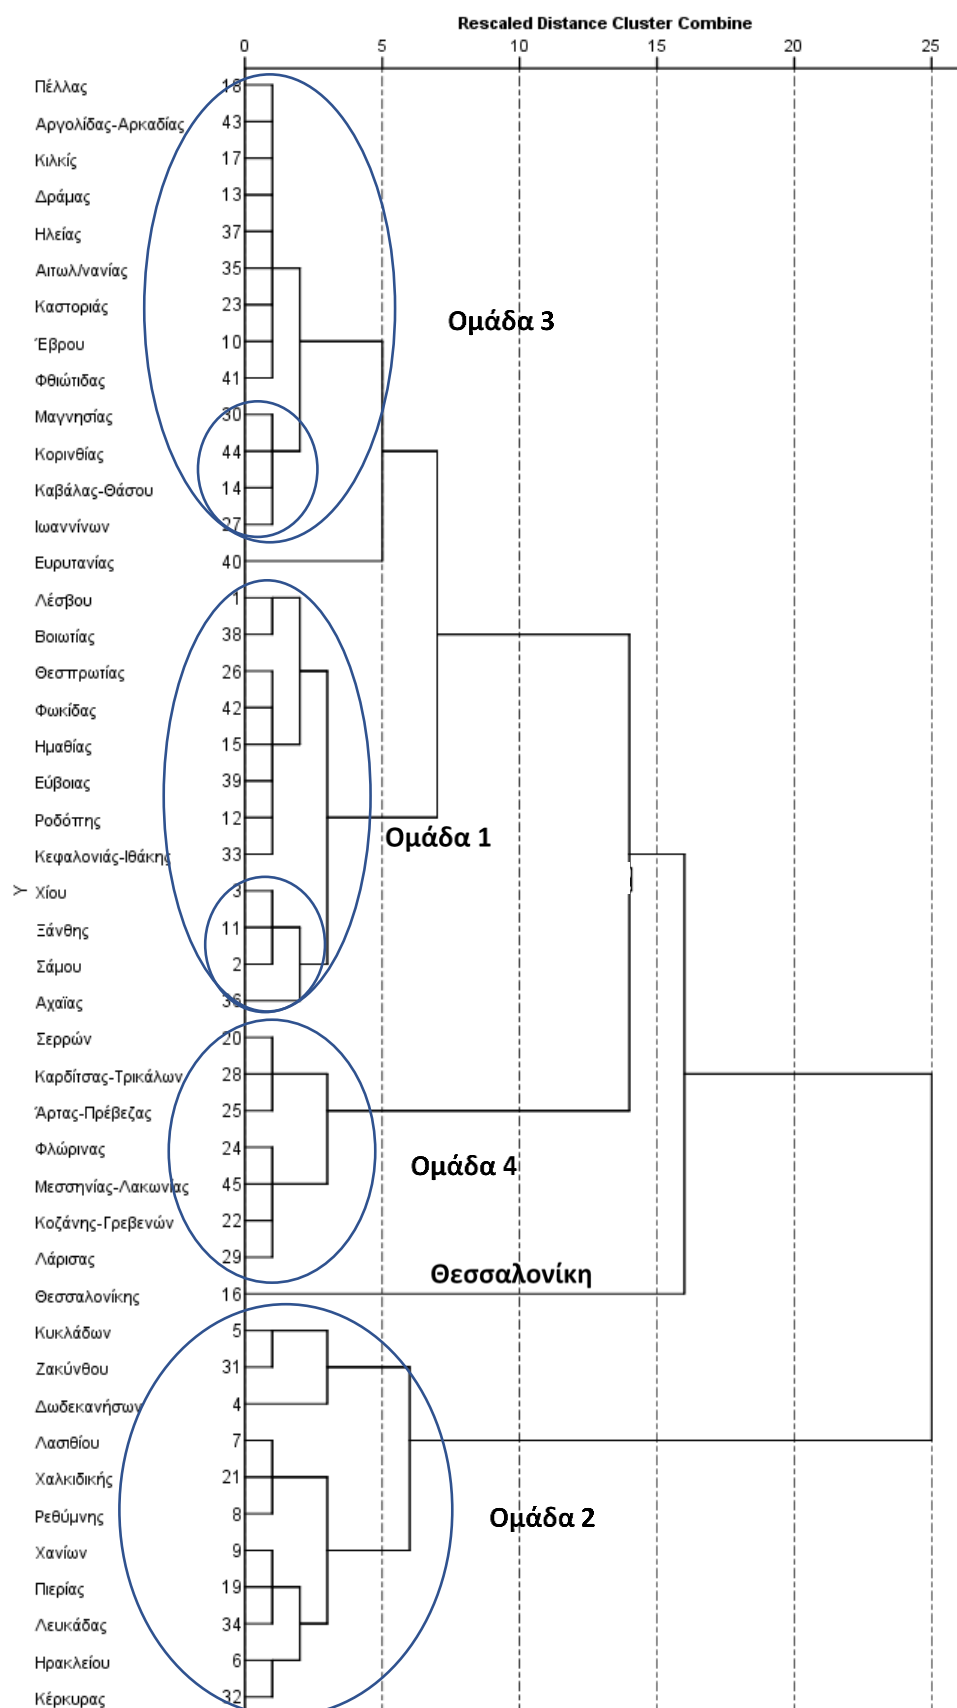 Rescaled Distance Cluster Combine
0 5 10 15 20 25
Πέλλας 18
Αργολίδας-Αρκαδίας 43
Κιλκίς 17
Δράμας 13
Ηλείας 37
Αιτωλ/νανίας 35
Καστοριάς 23
Ομάδα 3
Έβρου 10
Φθιώτιδας 41
Μαγνησίας 30
Κορινθίας 44
Καβάλας-Θάσου 14
Ιωαννίνων 27
Ευρυτανίας 40
Λέσβου 1
Βοιωτίας 38
Θεσπρωτίας 26
Φωκίδας 42
Ημαθίας 15
Εύβοιας 39
Ροδόπης 12
Ομάδα 1
Κεφαλονιάς-Ιθάκης 33
Y
Χίου 3
Ξάνθης 11
Σάμου 2
Αχαϊας 36
Σερρών 20
Καρδίτσας-Τρικάλων 28
Άρτας-Πρέβεζας 25
Φλώρινας 24
Ομάδα 4
Μεσσηνίας-Λακωνίας 45
Κοζάνης-Γρεβενών 22
Λάρισας 29
Θεσσαλονίκη
Θεσσαλονίκης 16
Κυκλάδων 5
Ζακύνθου 31
Δωδεκανήσων 4
Λασιθίου 7
Χαλκιδικής 21
Ρεθύμνης 8
Ομάδα 2
Χανίων 9
Πιερίας 19
Λευκάδας 34
Ηρακλείου 6
Κέρκυρας 32